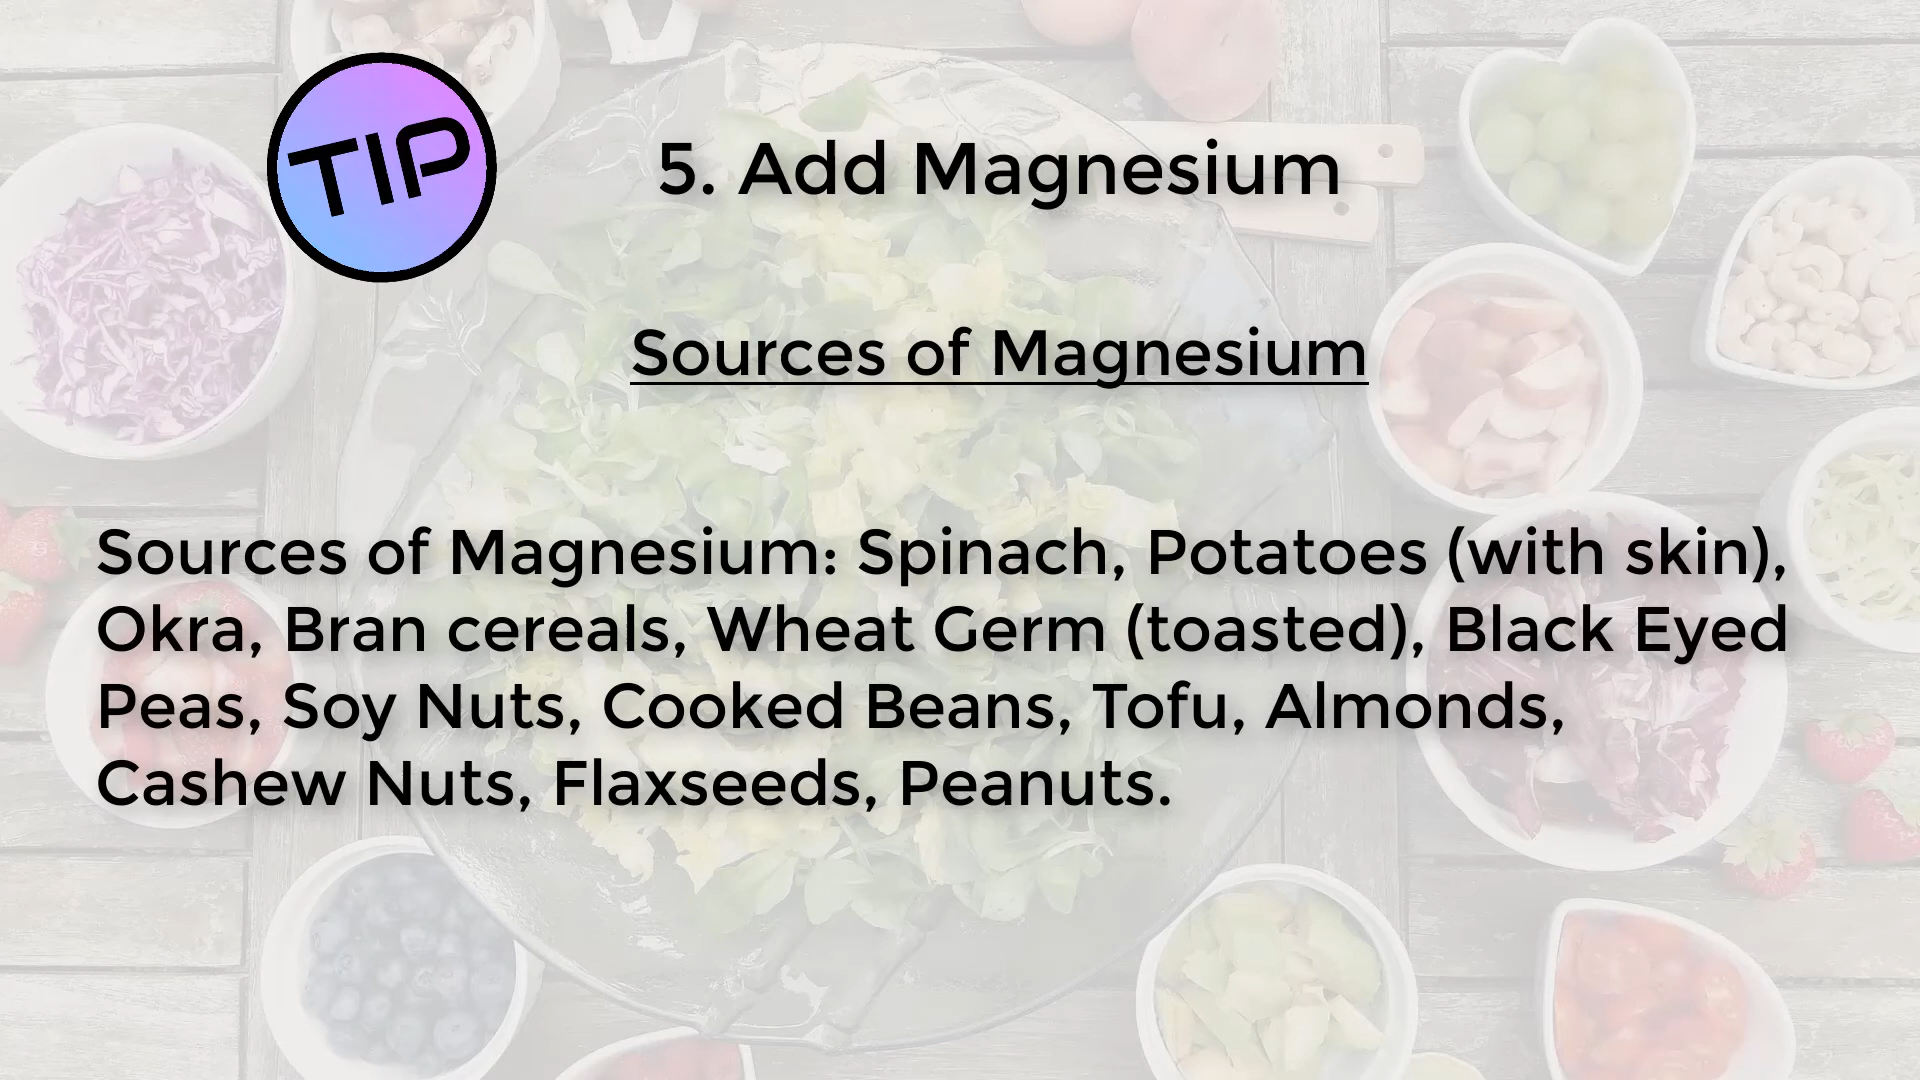 TIP
5. Add Magnesium
Sources of Magnesium
Sources of Magnesium: Spinach, Potatoes (with skin),
Okra, Bran cereals, Wheat Germ (toasted), Black Eyed
Peas, Soy Nuts, Cooked Beans, Tofu, Almonds,
Cashew Nuts, Flaxseeds, Peanuts.